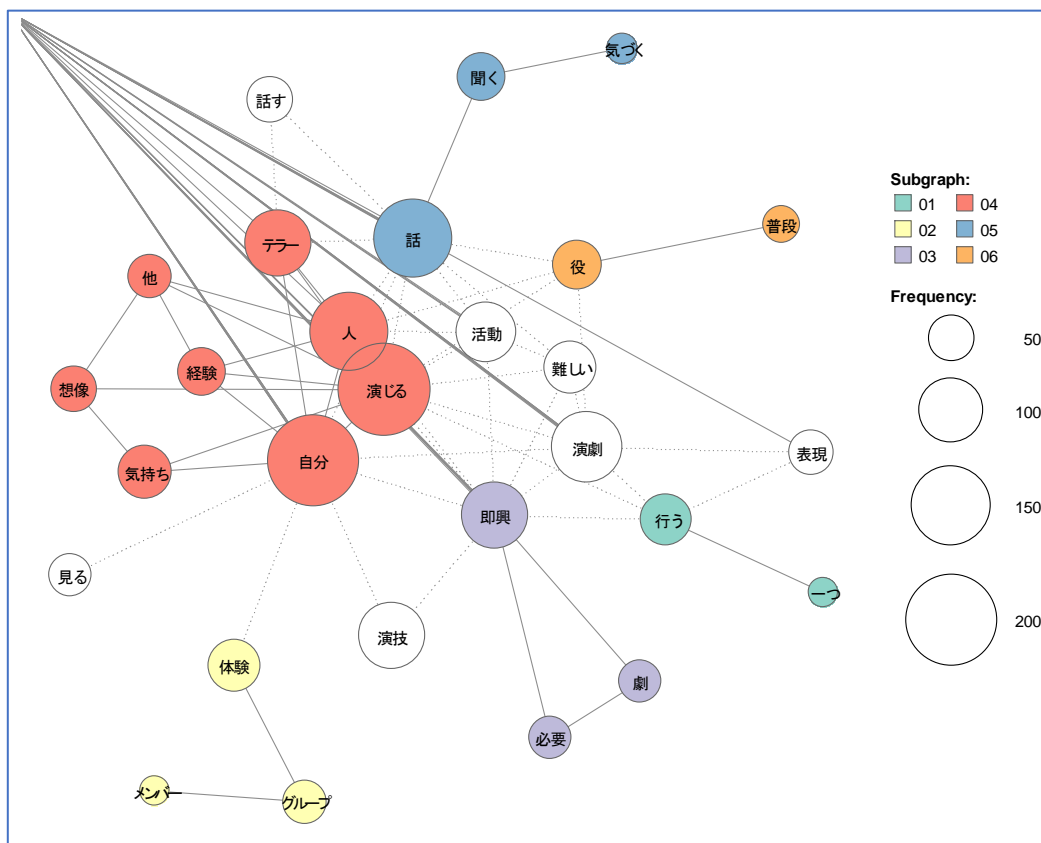 気づく
聞く
話す
Subgraph:
01 04
02 05
03 06
普段
話
テラー
役
他
Frequency:
50
人
活動
難しい
経験
想像
演じる
100
演劇
表現
自分
気持ち
150
即興
行う
見る
一つ
200
演技
体験
劇
必要
メンバー
グループ